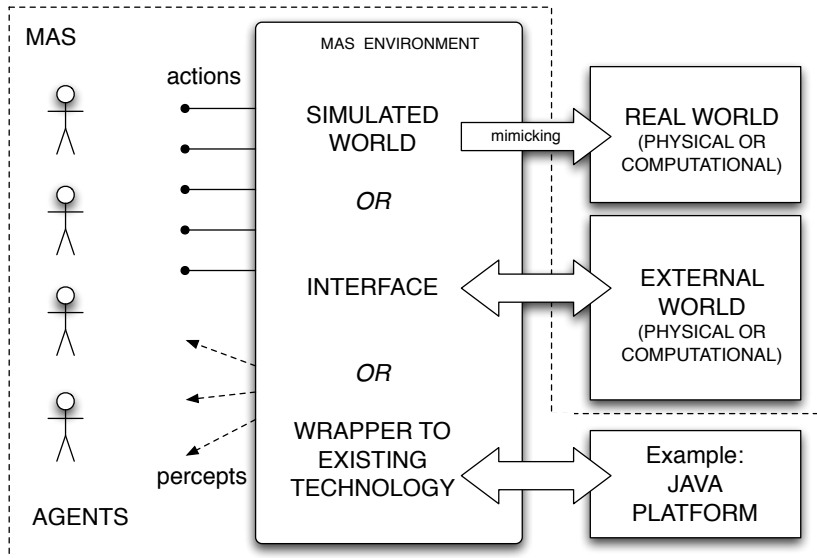 MAS
actions
MAS ENVIRONMENT
SIMULATED
WORLD
mimicking
REAL WORLD
(PHYSICAL OR
COMPUTATIONAL)
OR
INTERFACE
EXTERNAL
WORLD
(PHYSICAL OR
COMPUTATIONAL)
OR
WRAPPER TO
EXISTING
TECHNOLOGY
Example:
JAVA
PLATFORM
percepts
AGENTS